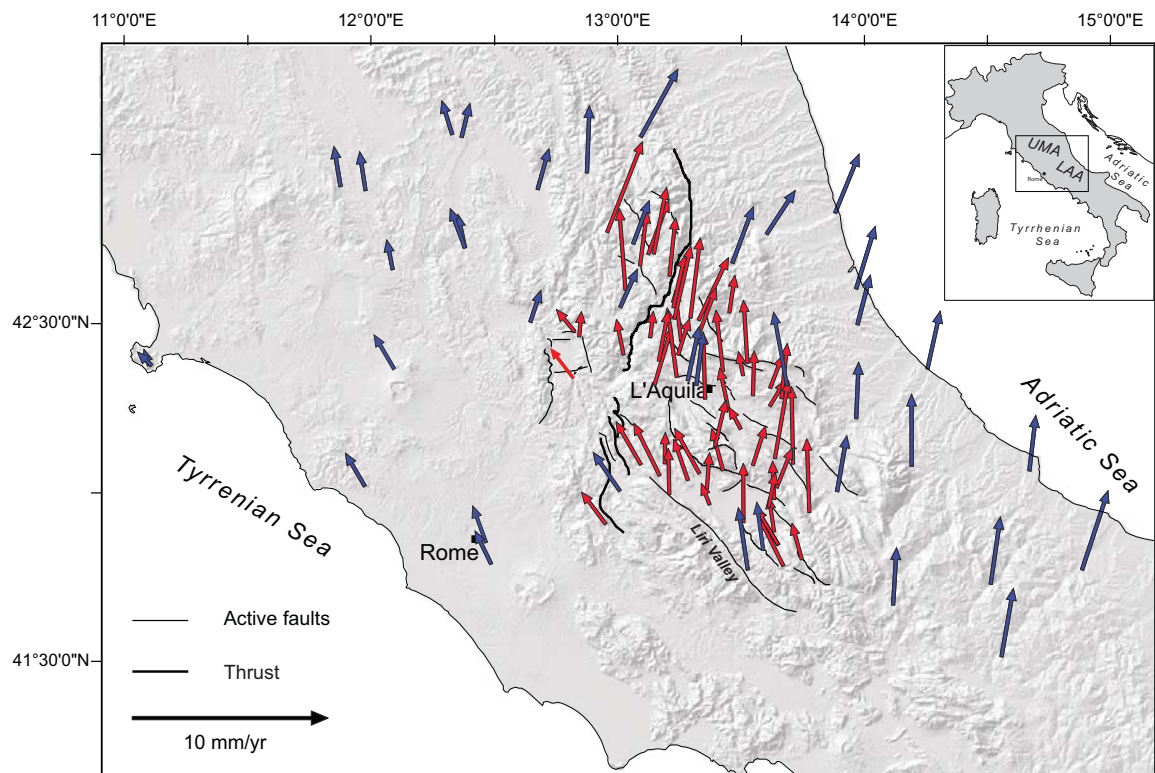 11°0'0"E 12°0'0"E 13°0'0"E 14°0'0"E 15°0'0"E
UMA
LAA
Rome
Adriatic
Sea
Tyrrhenian
Sea
42°30'0"N
L'Aquila
Adriatic Sea
Tyrrenian Sea
Rome
Liri Valley
Active faults
Thrust
41°30'0"N
10 mm/yr